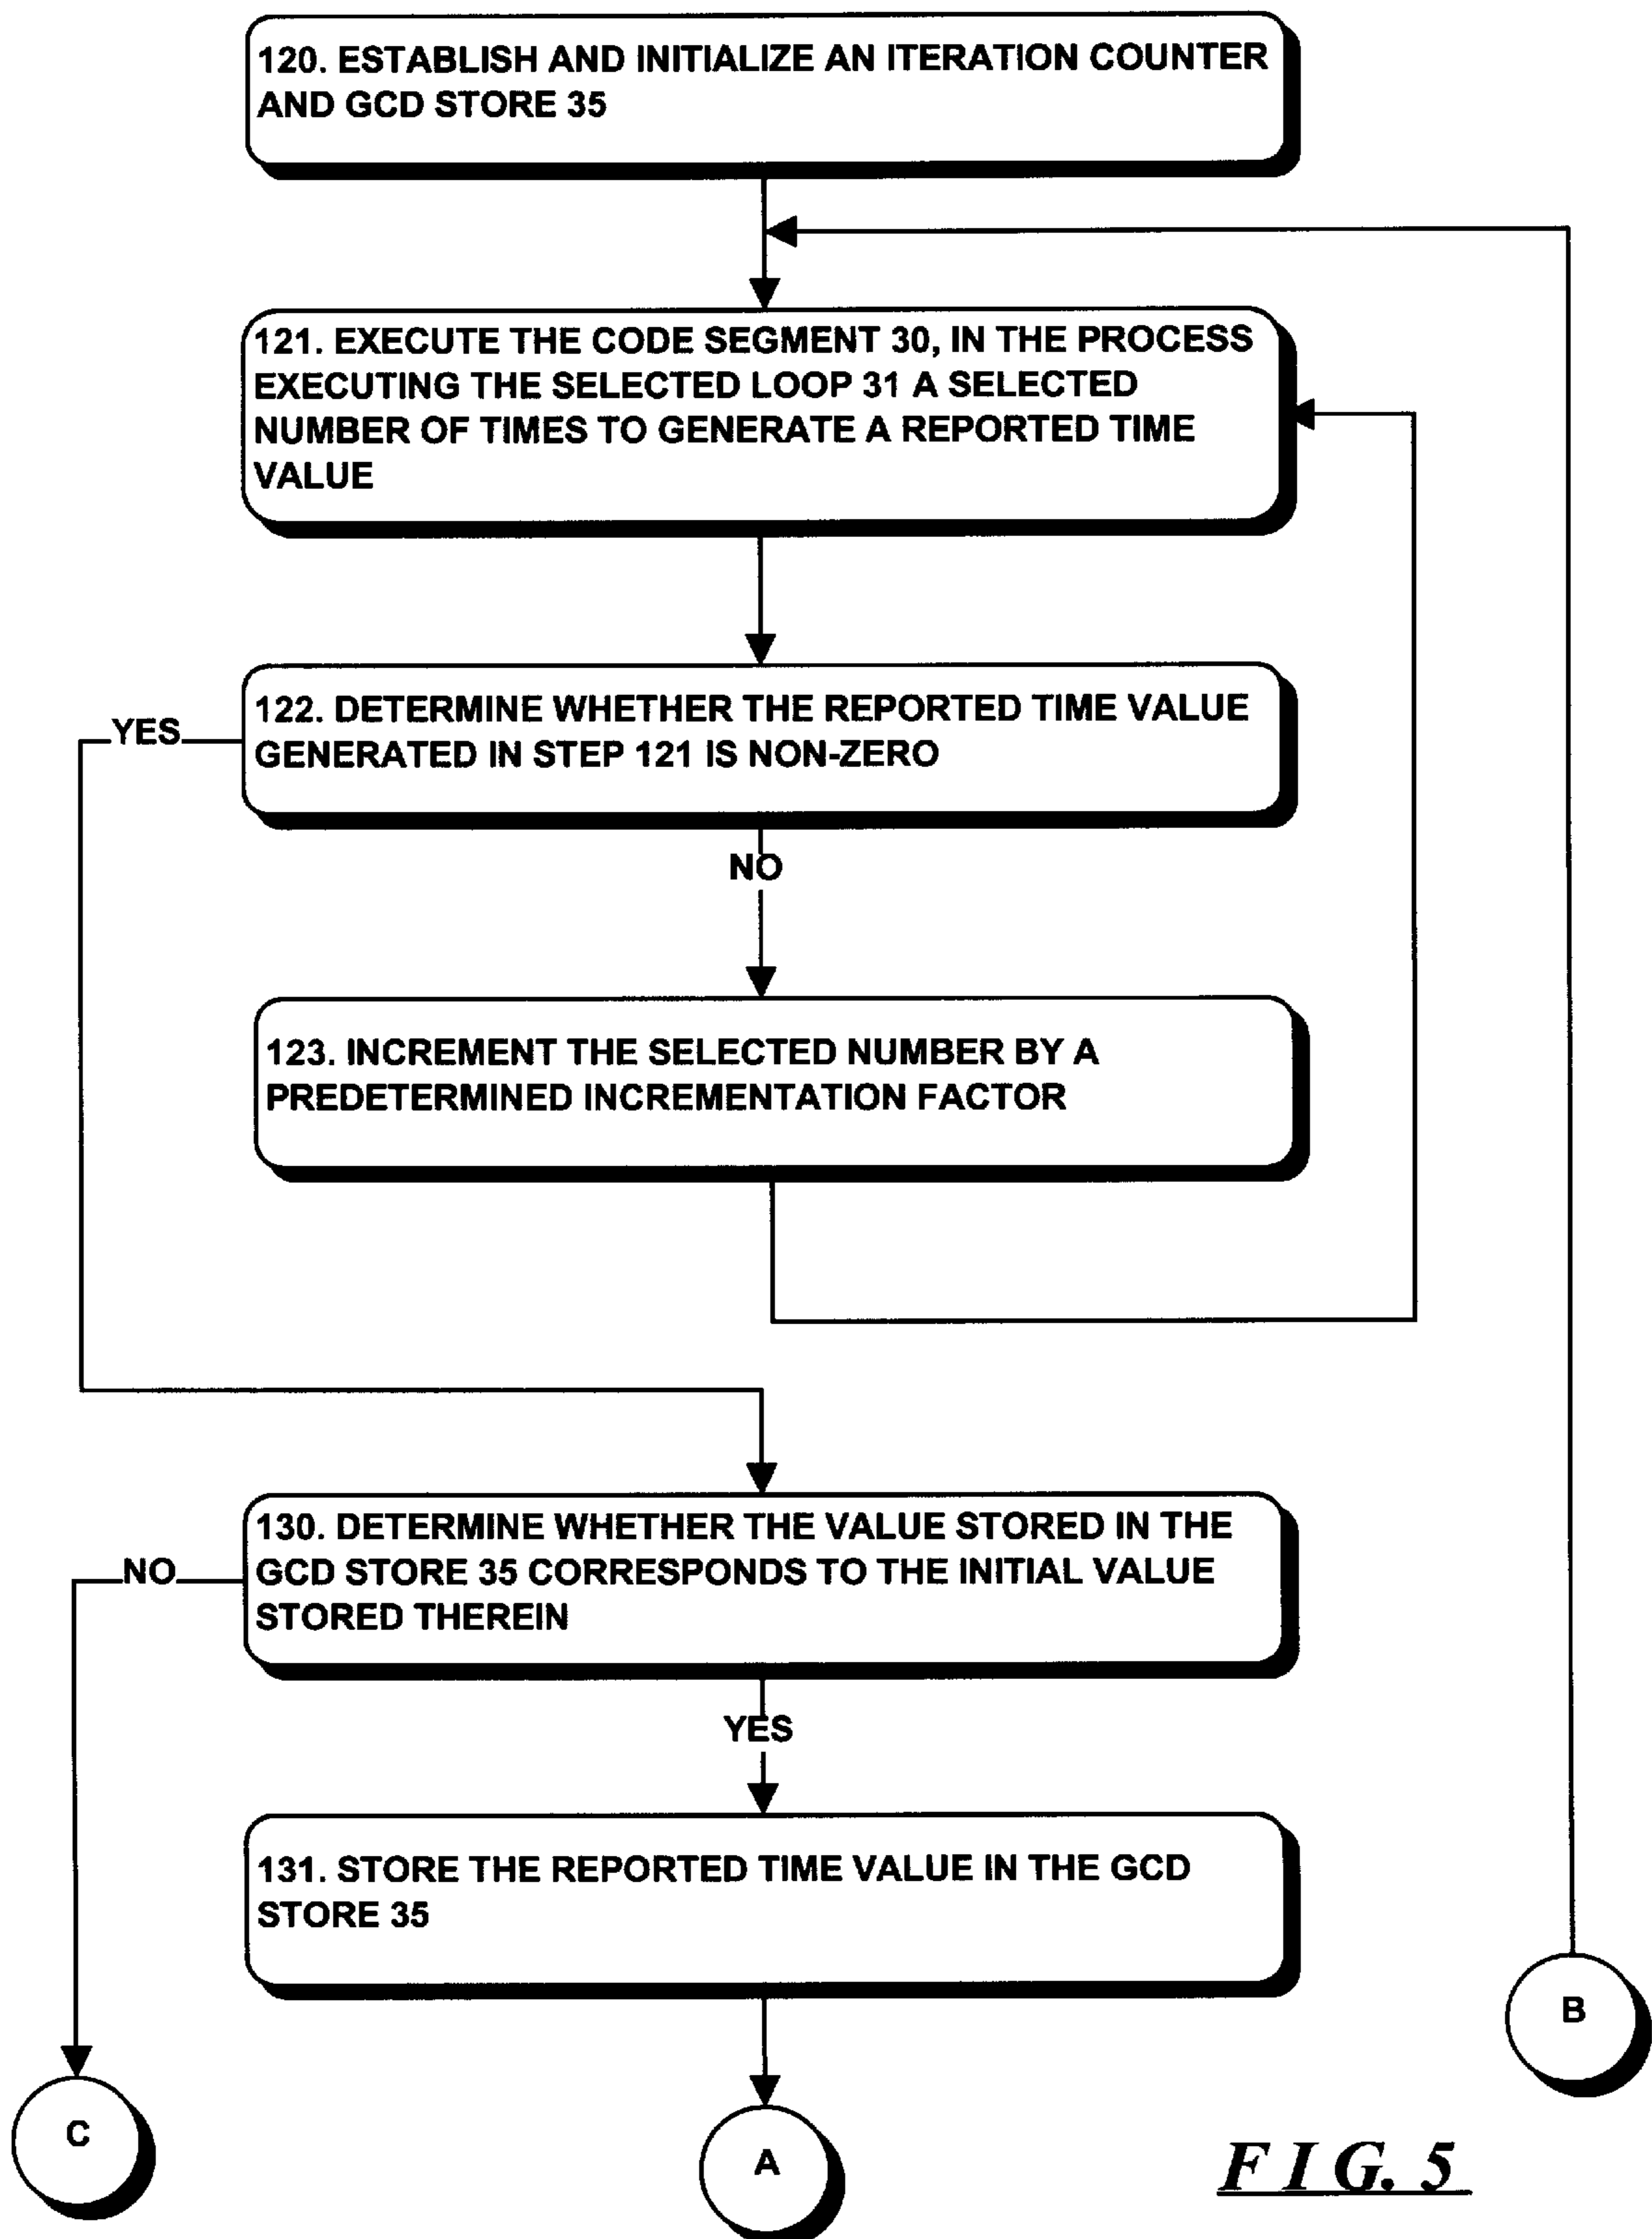 120. ESTABLISH AND INITIALIZE AN ITERATION COUNTER
AND GCD STORE 35
121. EXECUTE THE CODE SEGMENT 30, IN THE PROCESS
EXECUTING THE SELECTED LOOP 31 A SELECTED
NUMBER OF TIMES TO GENERATE A REPORTED TIME
VALUE
122. DETERMINE WHETHER THE REPORTED TIME VALUE
GENERATED IN STEP 121 IS NON-ZERO
YES
NO
123. INCREMENT THE SELECTED NUMBER BY A
PREDETERMINED INCREMENTATION FACTOR
130. DETERMINE WHETHER THE VALUE STORED IN THE
GCD STORE 35 CORRESPONDS TO THE INITIAL VALUE
STORED THEREIN
NO
YES
131. STORE THE REPORTED TIME VALUE IN THE GCD
STORE 35
B
C
A
FIG. 5